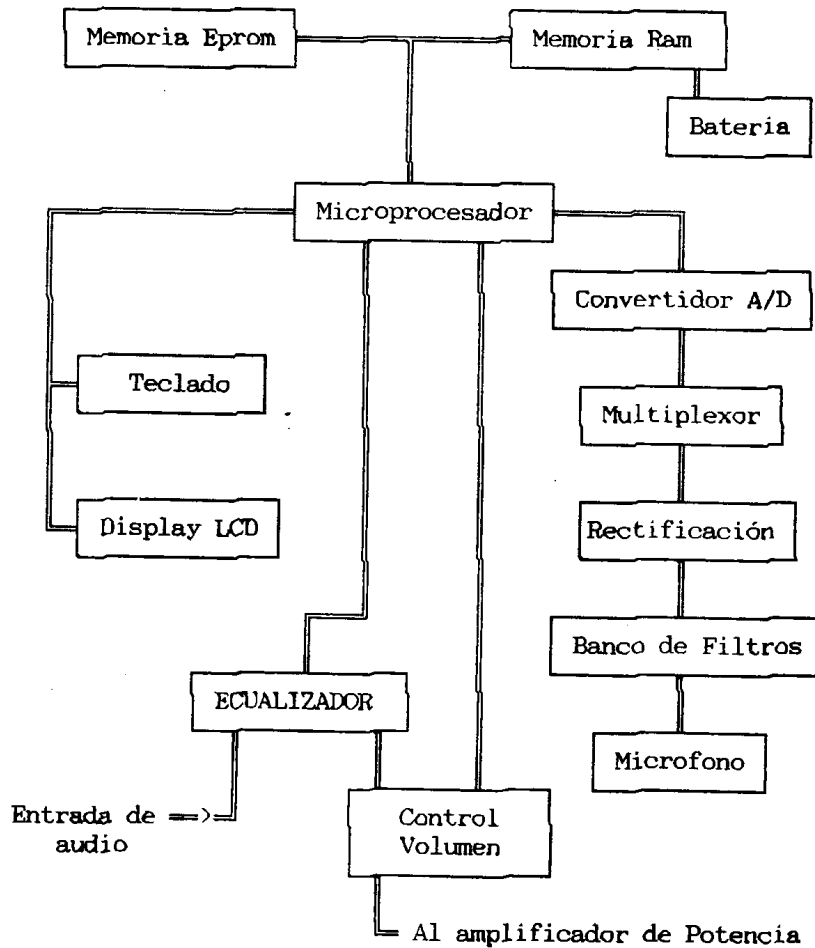 Memoria Eprom
Memoria Ram
Bateria
Microprocesador
Convertidor A/D
Teclado
Multiplexor
Display LCD
Rectificación
Banco de Filtros
ECUALIZADOR
Microfono
Entrada de
audio
Control
Volumen
Al amplificador de Potencia